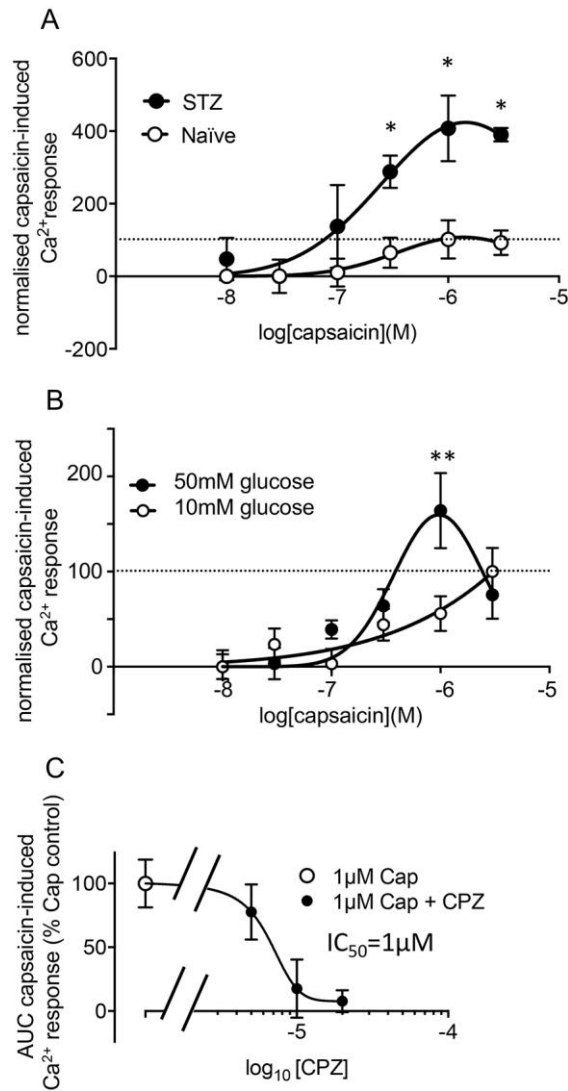 A
normalised capsaicin-induced
Ca²⁺response
600
400
200
0
-200
STZ
Naïve
*
*
*
-8
-7
-6
-5
log[capsaicin](M)
B
normalised capsaicin-induced
Ca²⁺ response
200
100
0
50mM glucose
10mM glucose
**
-8
-7
-6
-5
log[capsaicin](M)
C
AUC capsaicin-induced
Ca²⁺ response (% Cap control)
100
50
0
1µM Cap
1µM Cap + CPZ
IC₅₀=1µM
-5
-4
log₁₀ [CPZ]